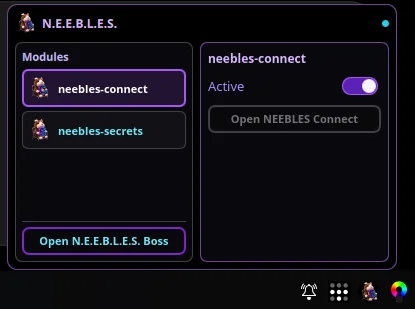 N.E.E.B.L.E.S.
Modules
neebles-connect
neebles-secrets
Open N.E.E.B.L.E.S. Boss
neebles-connect
Active
Open NEEBLES Connect